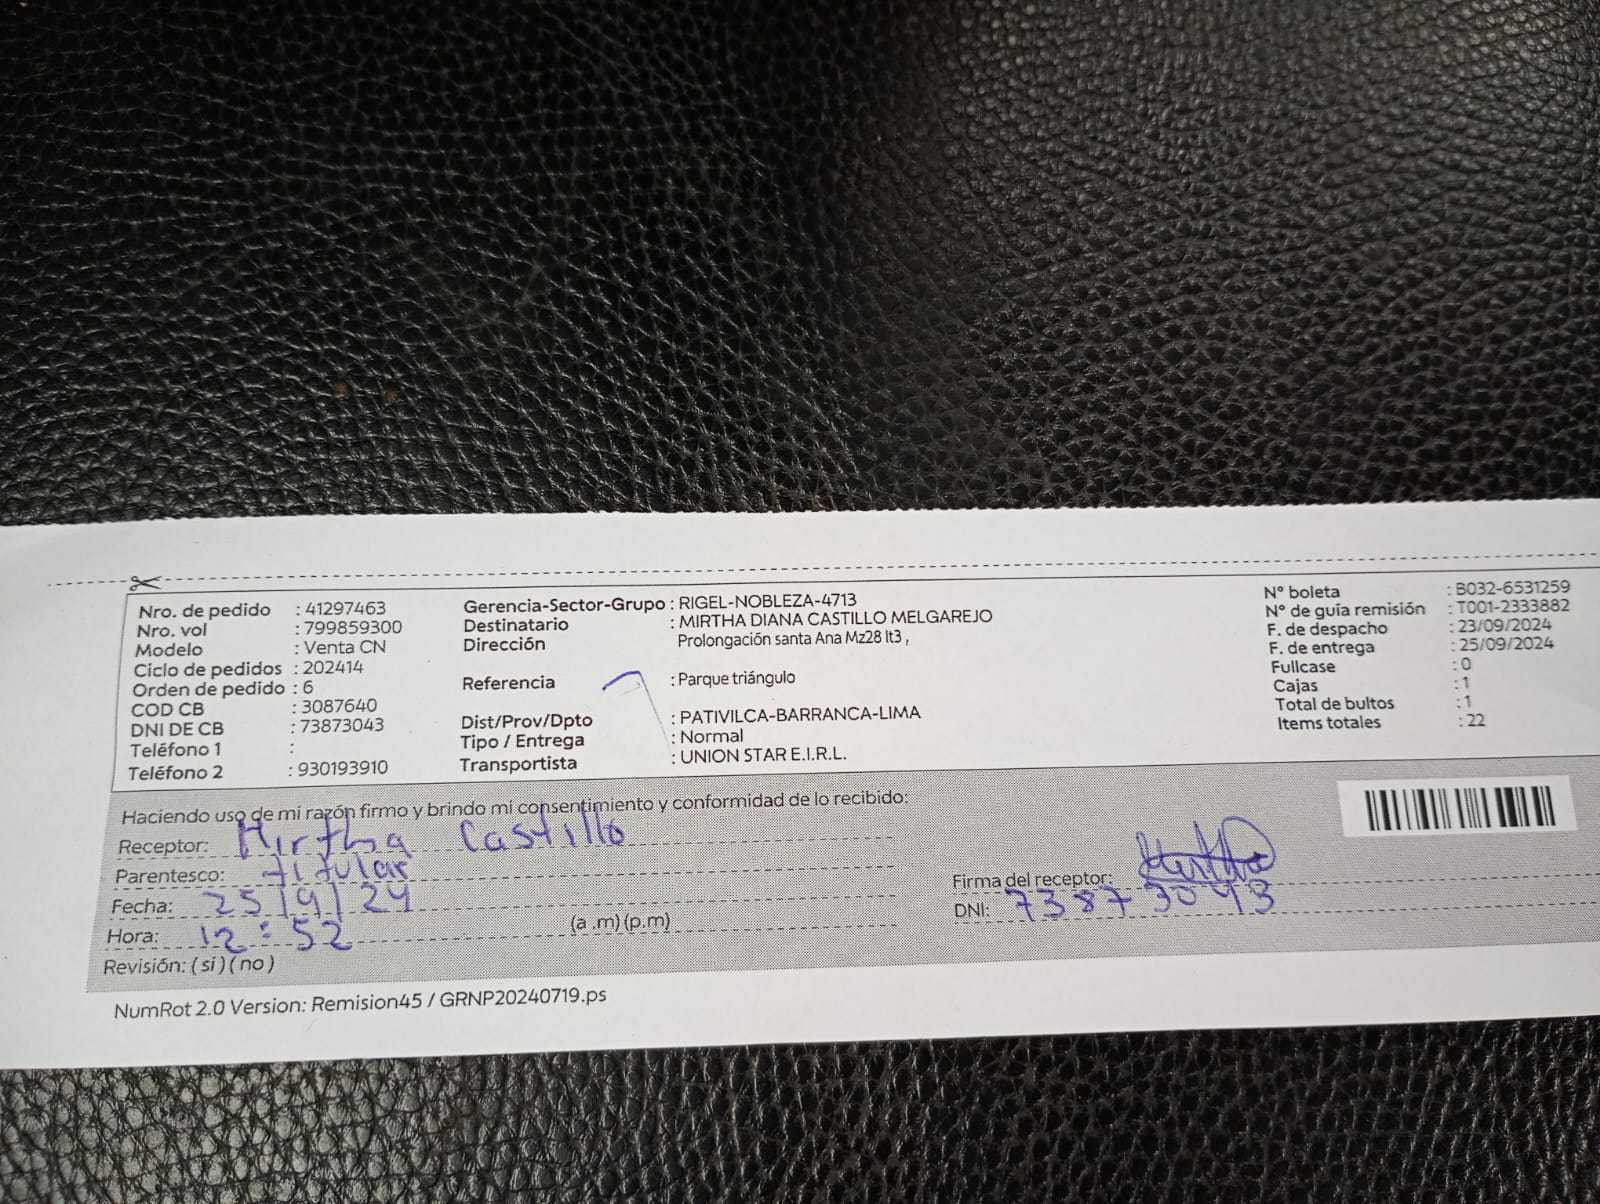 Nro. de pedido : 41297463
Nro. vol : 799859300
Modelo : Venta CN
Ciclo de pedidos : 202414
Orden de pedido : 6
COD CB : 3087640
DNI DE CB : 73873043
Teléfono 1 :
Teléfono 2 : 930193910
Gerencia-Sector-Grupo : RIGEL-NOBLEZA-4713
Destinatario : MIRTHA DIANA CASTILLO MELGAREJO
Dirección Prolongación santa Ana Mz28 lt3 ,
Referencia : Parque triángulo
Dist/Prov/Dpto : PATIVILCA-BARRANCA-LIMA
Tipo / Entrega : Normal
Transportista : UNION STAR E.I.R.L.
N° boleta : B032-6531259
N° de guía remisión : T001-2333882
F. de despacho : 23/09/2024
F. de entrega : 25/09/2024
Fullcase : 0
Cajas : 1
Total de bultos : 1
Items totales : 22
Haciendo uso de mi razón firmo y brindo mi consentimiento y conformidad de lo recibido:
Receptor: Mirtha Castillo
Parentesco: titular
Fecha: 25/9/24
Hora: 12:52 (a .m) (p.m)
Revisión: ( si ) ( no )
Firma del receptor:
DNI: 73873043
NumRot 2.0 Version: Remision45 / GRNP20240719.ps